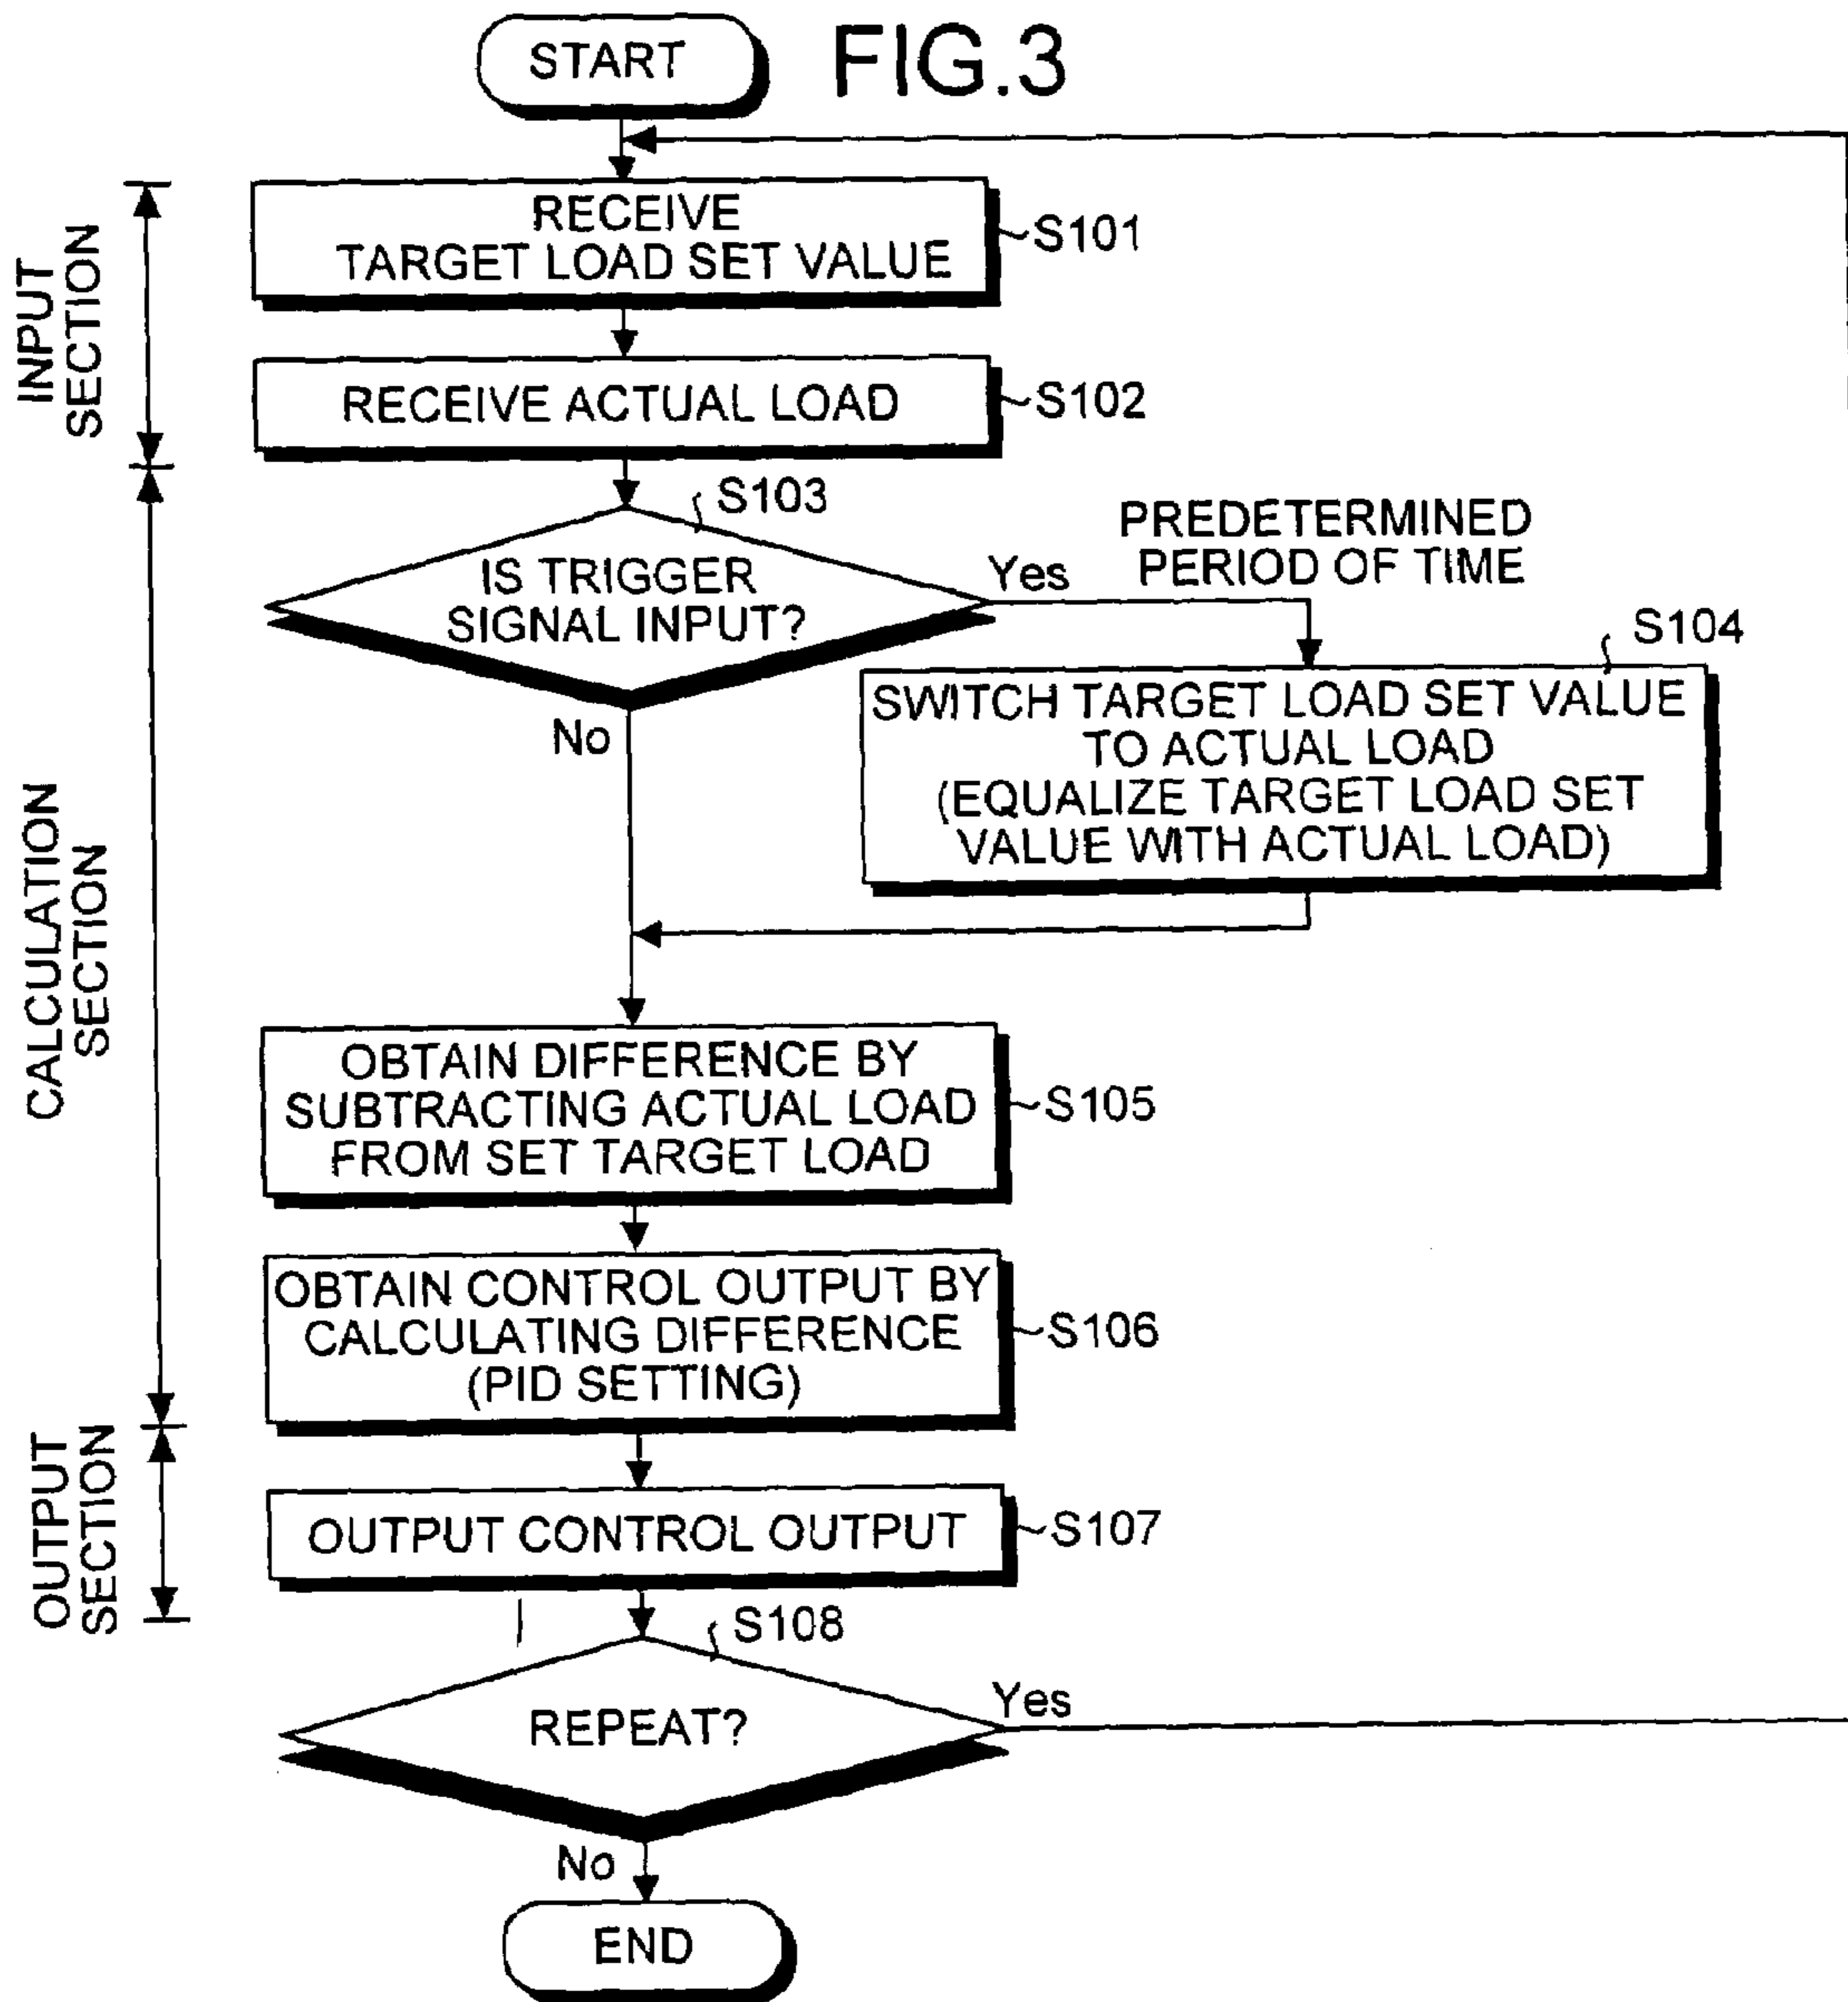 START
FIG.3
INPUT
SECTION
RECEIVE
TARGET LOAD SET VALUE
S101
RECEIVE ACTUAL LOAD
S102
CALCULATION
SECTION
S103
IS TRIGGER
SIGNAL INPUT?
Yes
PREDETERMINED
PERIOD OF TIME
No
S104
SWITCH TARGET LOAD SET VALUE
TO ACTUAL LOAD
(EQUALIZE TARGET LOAD SET
VALUE WITH ACTUAL LOAD)
OBTAIN DIFFERENCE BY
SUBTRACTING ACTUAL LOAD
FROM SET TARGET LOAD
S105
OBTAIN CONTROL OUTPUT BY
CALCULATING DIFFERENCE
(PID SETTING)
S106
OUTPUT
SECTION
OUTPUT CONTROL OUTPUT
S107
S108
REPEAT?
Yes
No
END